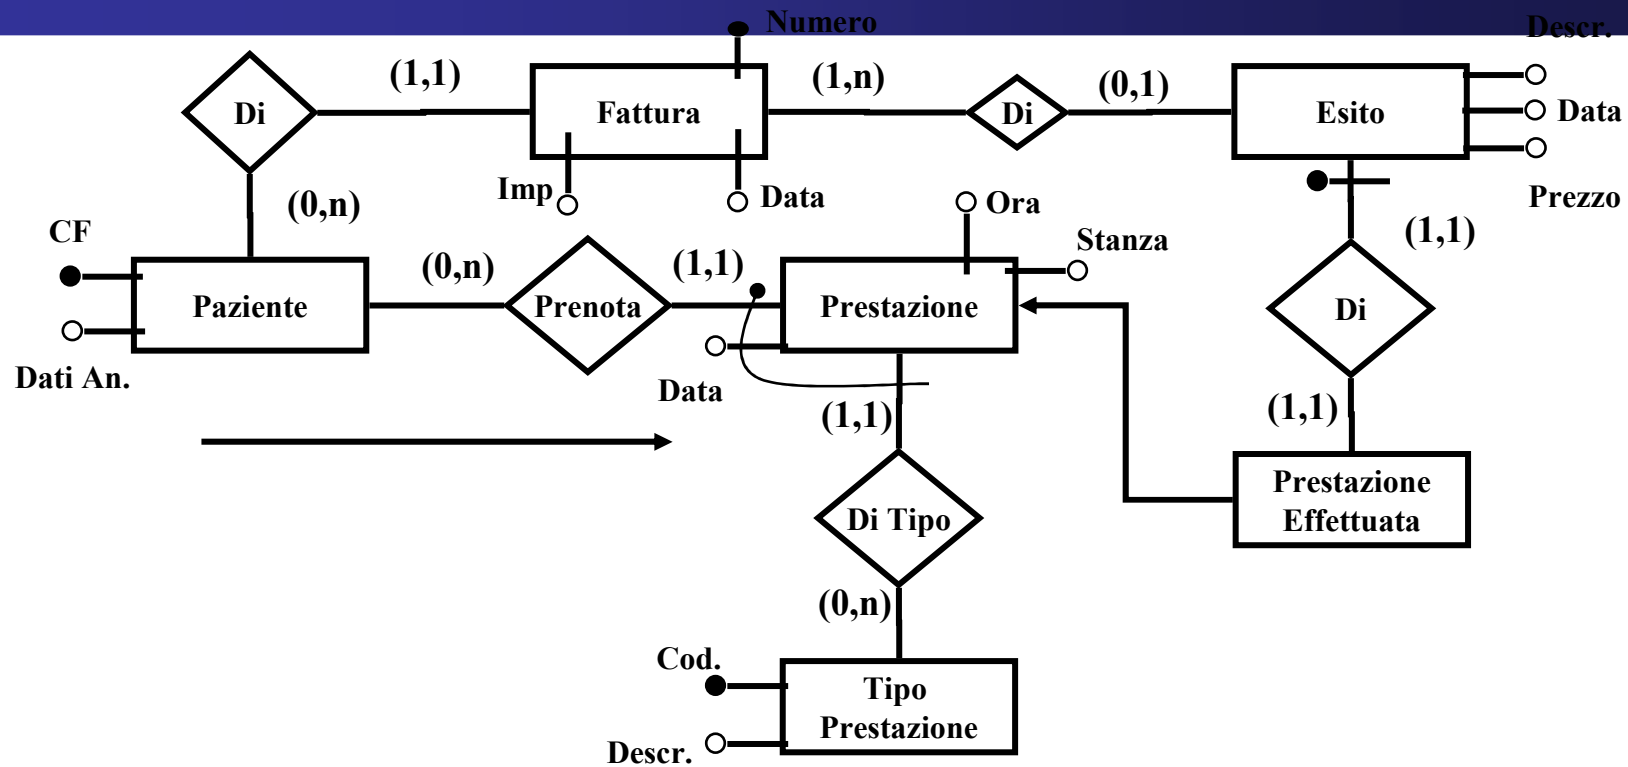 Numero
Descr.
(1,1)
(1,n)
(0,1)
Di
Fattura
Di
Esito
Data
Imp
Data
Ora
Prezzo
(0,n)
CF
Stanza
(1,1)
(0,n)
(1,1)
Paziente
Prenota
Prestazione
Di
Dati An.
Data
(1,1)
(1,1)
Prestazione
Effettuata
Di Tipo
(0,n)
Cod.
Tipo
Prestazione
Descr.